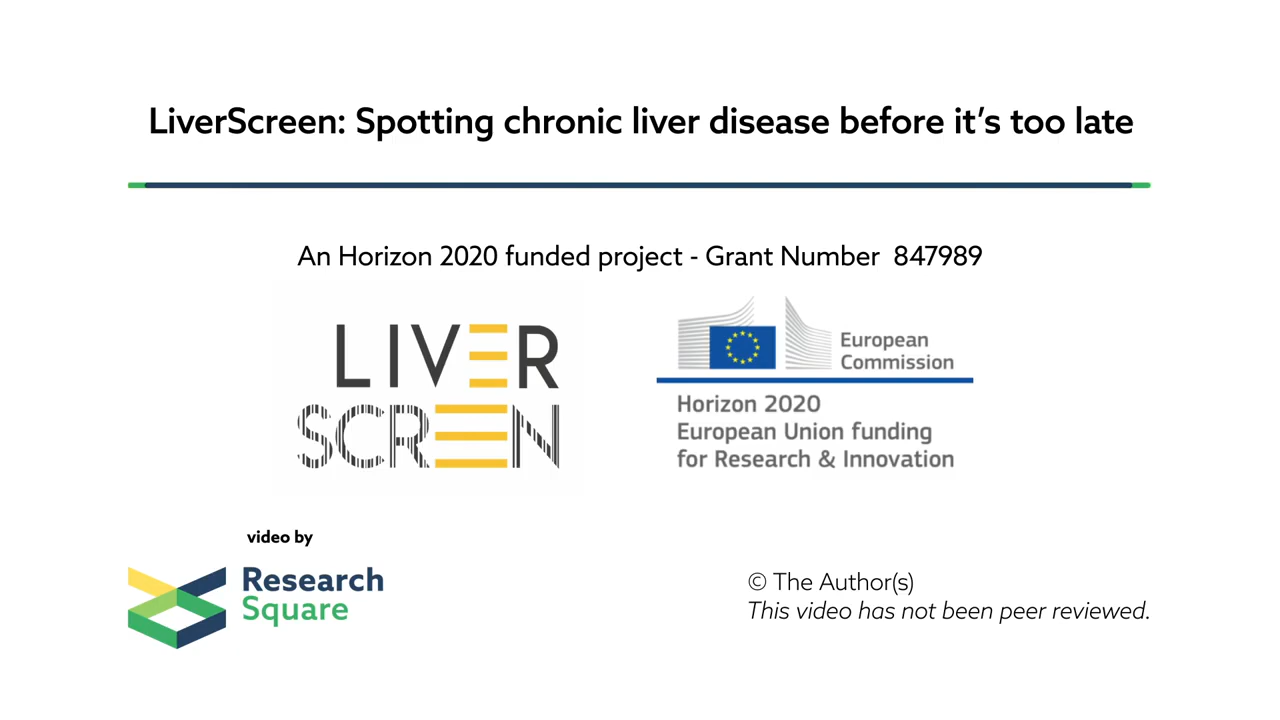 LiverScreen: Spotting chronic liver disease before it’s too late
An Horizon 2020 funded project - Grant Number 847989
LIVER
SCREEN
European
Commission
Horizon 2020
European Union funding
for Research & Innovation
video by
Research
Square
© The Author(s)
This video has not been peer reviewed.